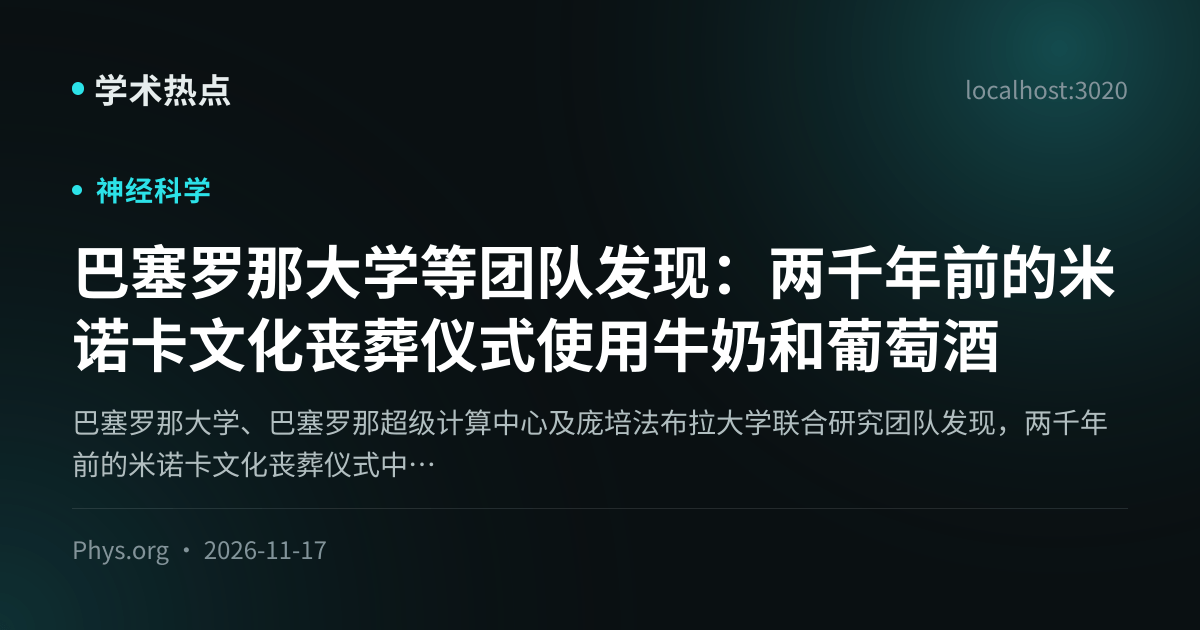 学术热点
localhost:3020
神经科学
巴塞罗那大学等团队发现：两千年前的米
诺卡文化丧葬仪式使用牛奶和葡萄酒
巴塞罗那大学、巴塞罗那超级计算中心及庞培法布拉大学联合研究团队发现，两千年
前的米诺卡文化丧葬仪式中…
Phys.org · 2026-11-17